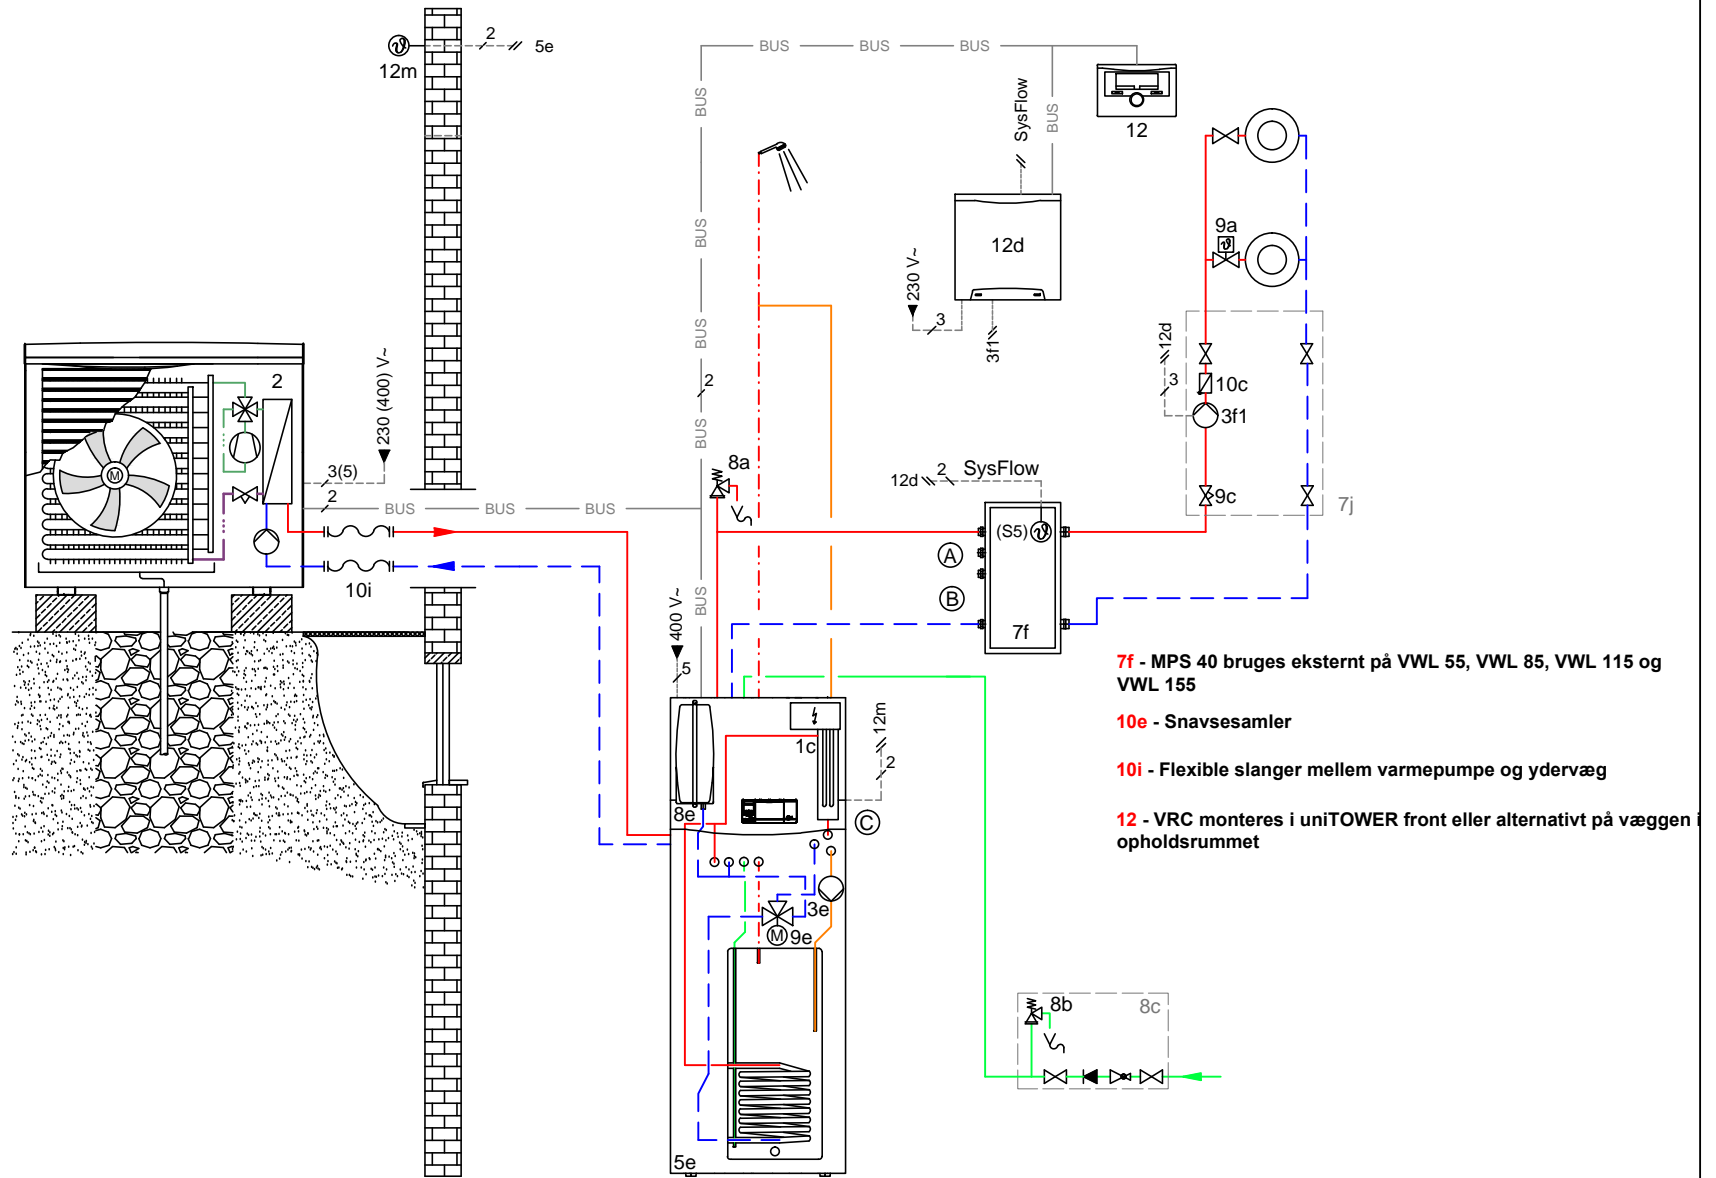 2
5e
12m
BUS
BUS
BUS
BUS
SysFlow
BUS
12
BUS
12d
230 V~
3
3f1
9a
BUS
2
12d
3
10c
3f1
9c
7j
2
230 (400) V~
3(5)
2
BUS
BUS
BUS
M
10i
BUS
8a
2
SysFlow
12d
(S5)
A
B
7f
400 V~
5
BUS
7f - MPS 40 bruges eksternt på VWL 55, VWL 85, VWL 115 og
VWL 155
10e - Snavsesamler
10i - Flexible slanger mellem varmepumpe og ydervæg
12 - VRC monteres i uniTOWER front eller alternativt på væggen i
opholdsrummet
1c
12m
2
8e
C
3e
M
9e
5e
8b
8c